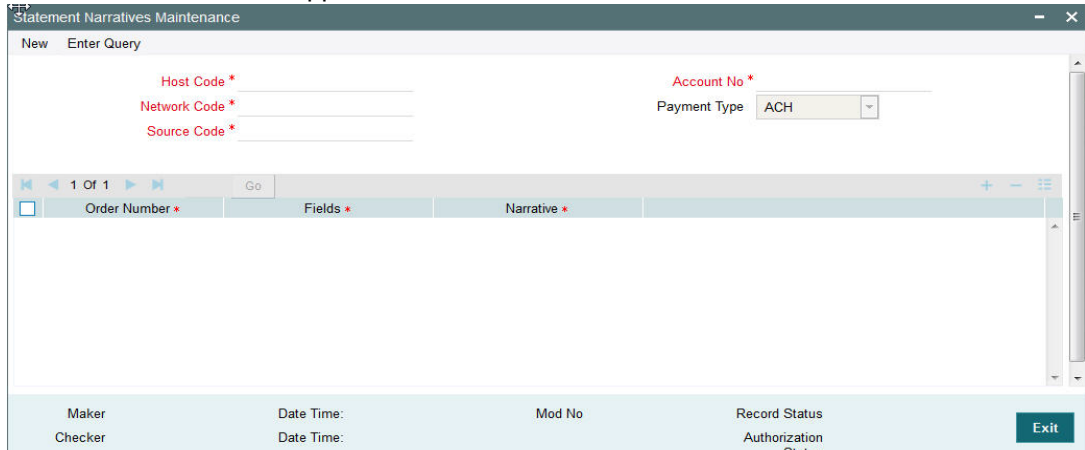 Statement Narratives Maintenance
New Enter Query
Host Code * Account No *
Network Code * Payment Type ACH
Source Code *
1 Of 1 Go
Order Number * Fields * Narrative *
Maker Date Time: Mod No Record Status
Checker Date Time: Authorization
Exit